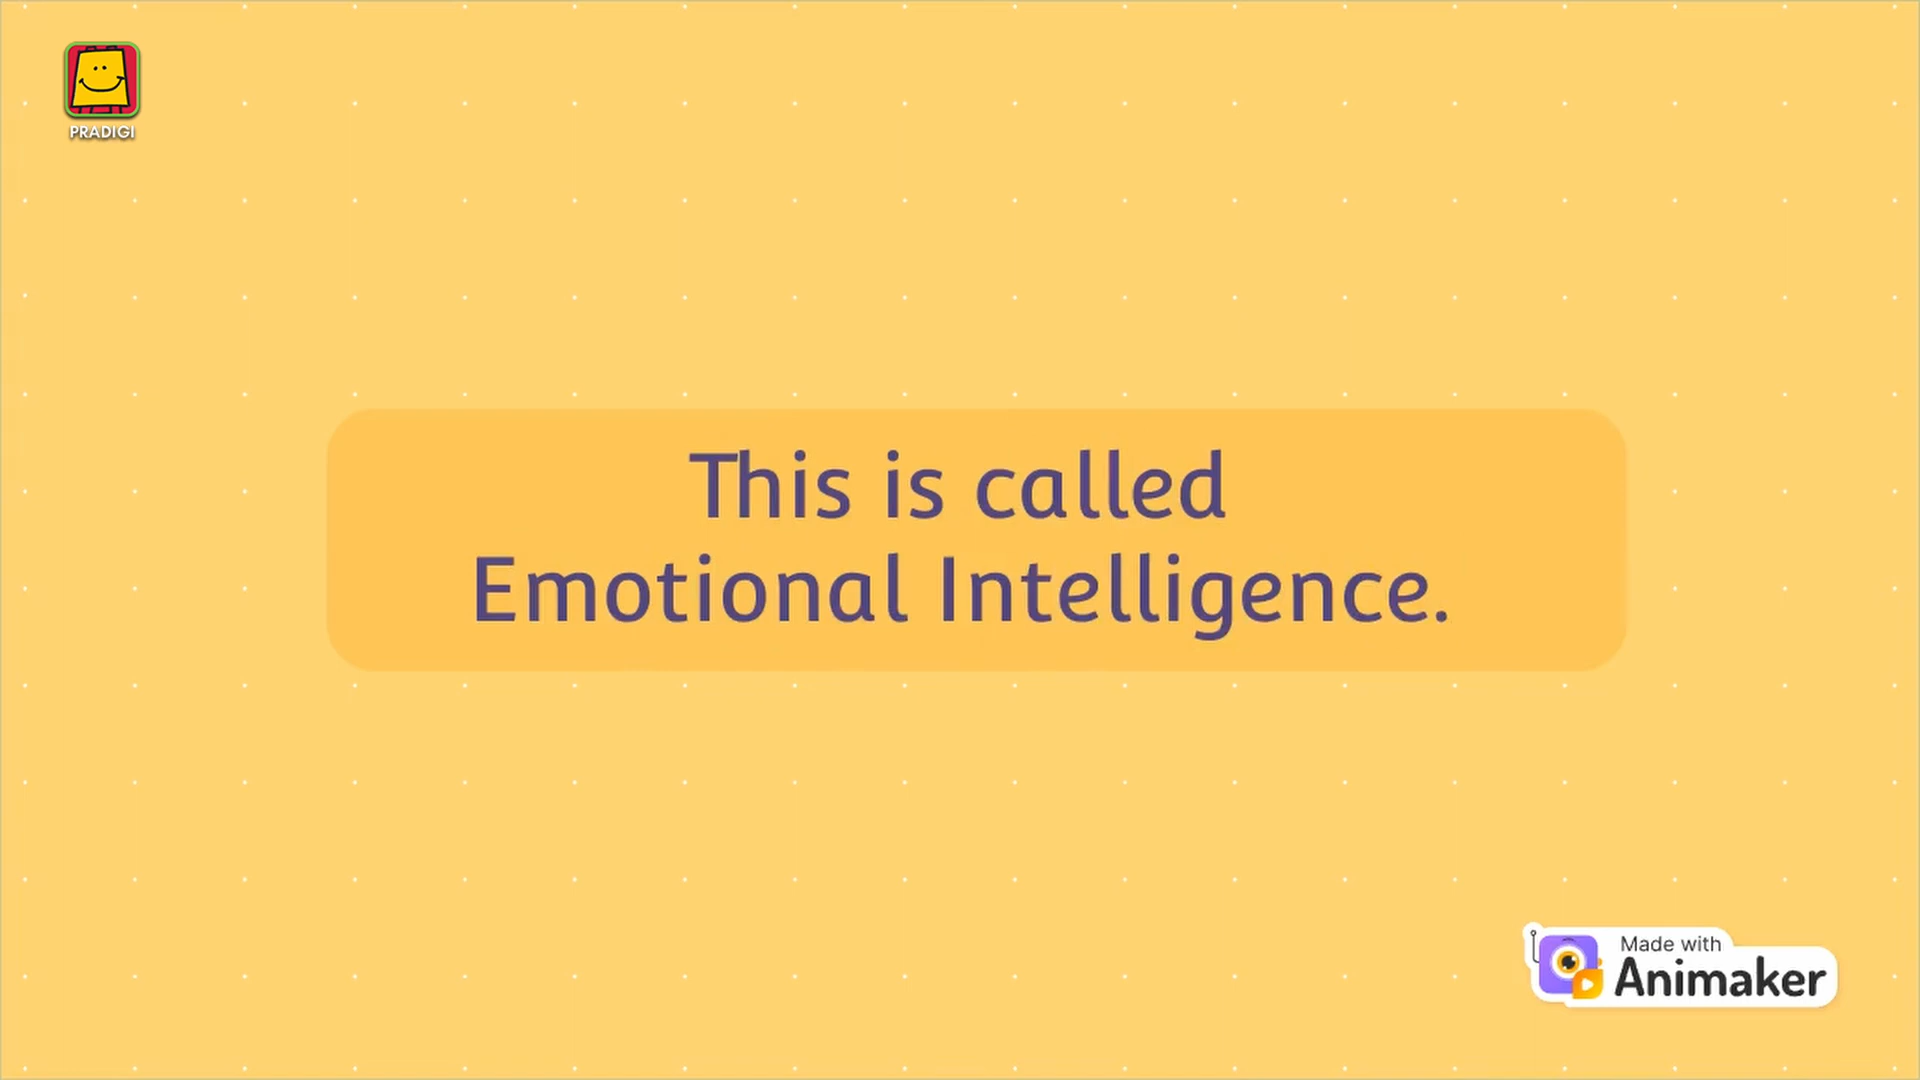 PRADIGI
This is called
Emotional Intelligence.
Made with
Animaker